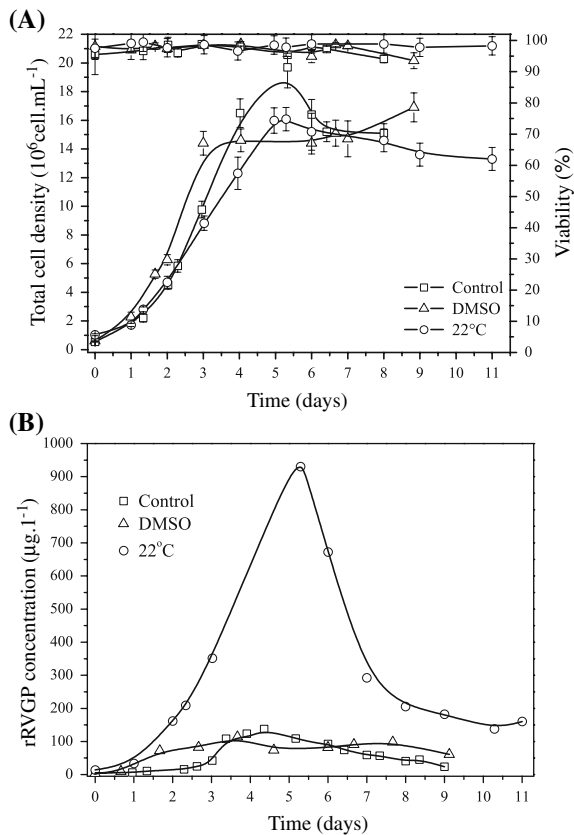 (A)
22
20
18
16
14
12
10
8
6
4
2
0
Total cell density (10⁶cell.mL⁻¹)
100
90
80
70
60
50
40
30
20
10
0
Viability (%)
Control
DMSO
22°C
0 1 2 3 4 5 6 7 8 9 10 11
Time (days)
(B)
1000
900
800
700
600
500
400
300
200
100
0
rRVGP concentration (µg.l⁻¹)
Control
DMSO
22°C
0 1 2 3 4 5 6 7 8 9 10 11
Time (days)